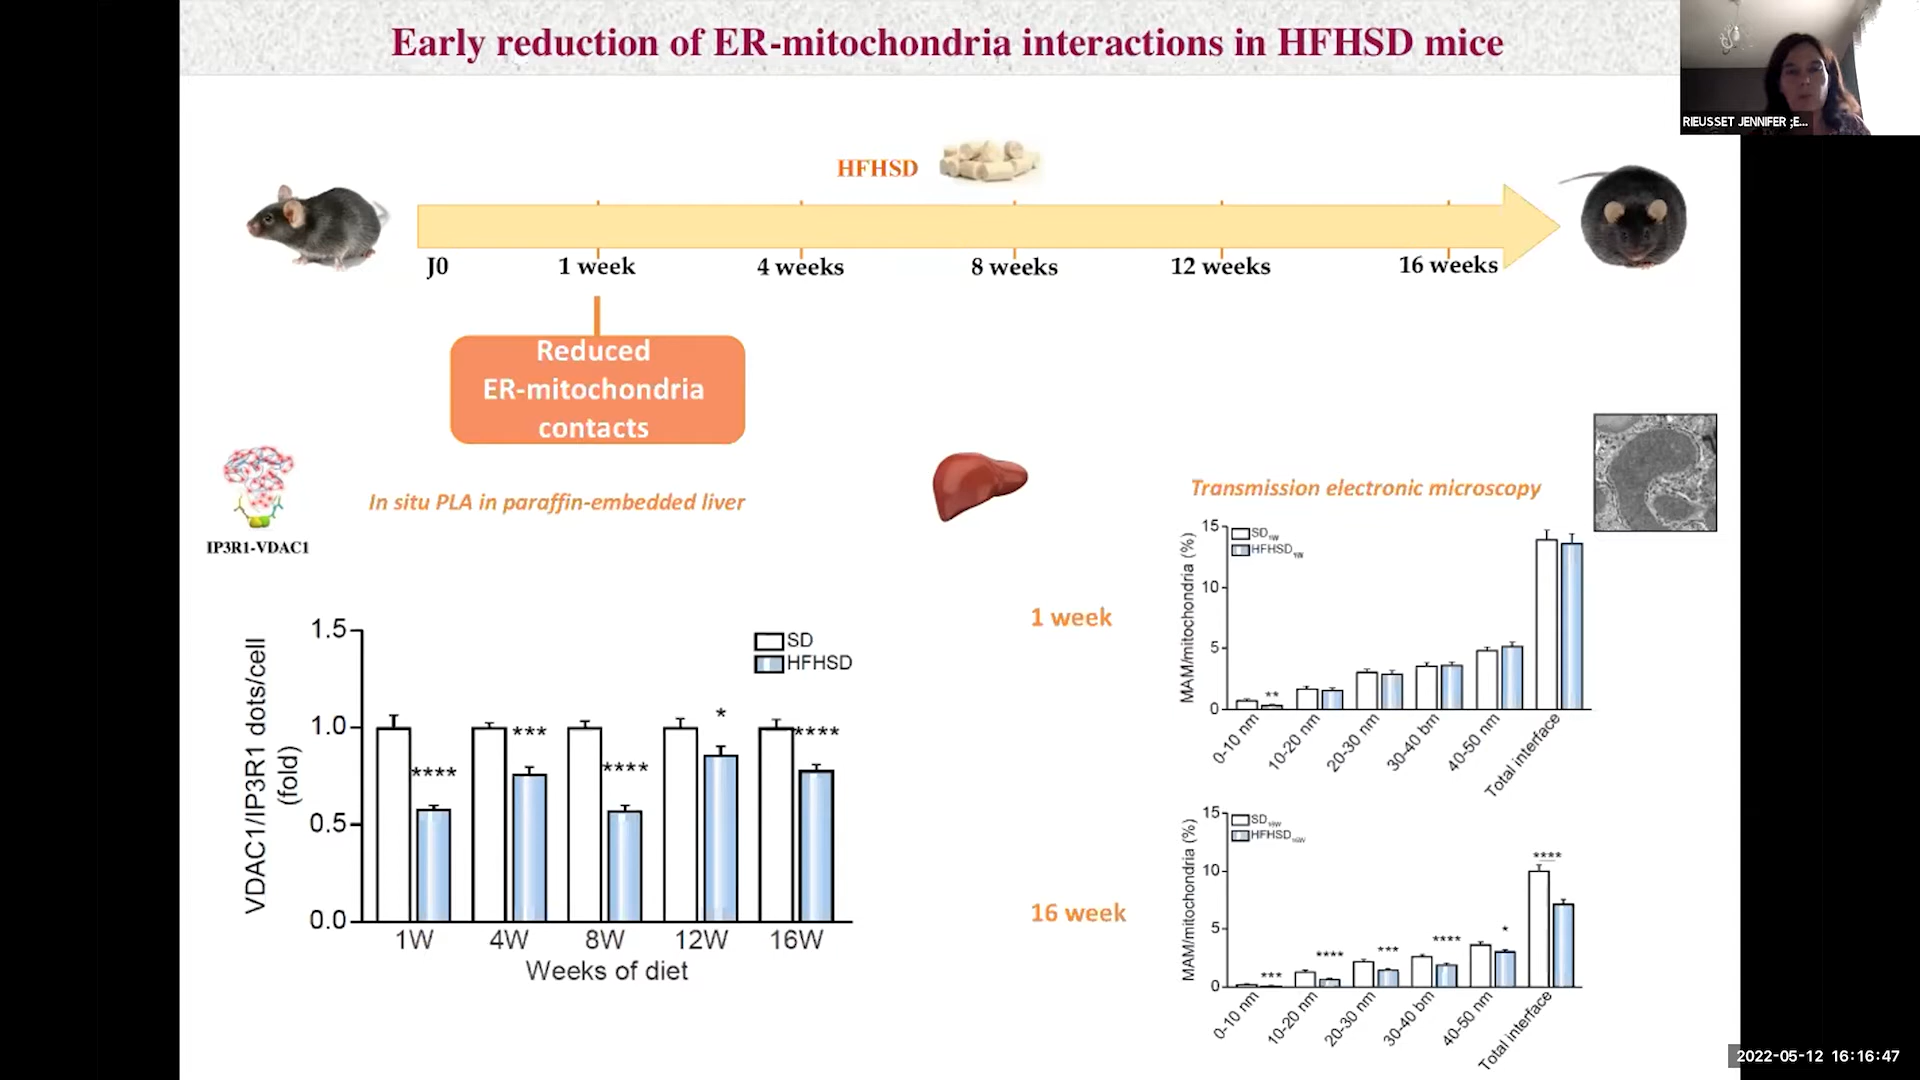 Early reduction of ER-mitochondria interactions in HFHSD mice
RIEUSSET JENNIFER ;E...
HFHSD
J0
1 week
4 weeks
8 weeks
12 weeks
16 weeks
Reduced
ER-mitochondria
contacts
In situ PLA in paraffin-embedded liver
IP3R1-VDAC1
VDAC1/IP3R1 dots/cell
(fold)
1.5
1.0
0.5
0.0
SD
HFHSD
****
***
****
*
****
1W
4W
8W
12W
16W
Weeks of diet
Transmission electronic microscopy
1 week
MAM/mitochondria (%)
15
10
5
0
SD1W
HFHSD1W
**
0-10 nm
10-20 nm
20-30 nm
30-40 bm
40-50 nm
Total interface
16 week
MAM/mitochondria (%)
15
10
5
0
SD16W
HFHSD16W
***
****
***
****
*
****
0-10 nm
10-20 nm
20-30 nm
30-40 bm
40-50 nm
Total interface
2022-05-12 16:16:47